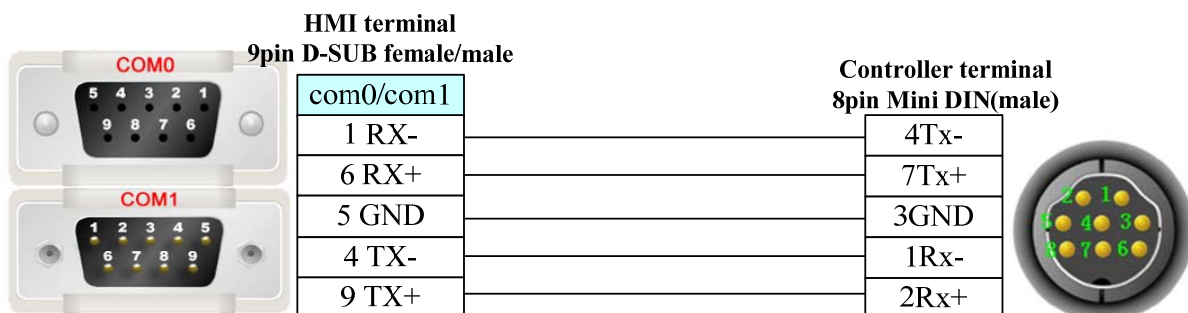 HMI terminal
9pin D-SUB female/male
COM0
5 4 3 2 1
9 8 7 6
COM1
1 2 3 4 5
6 7 8 9
com0/com1
1 RX-
6 RX+
5 GND
4 TX-
9 TX+
Controller terminal
8pin Mini DIN(male)
4Tx-
7Tx+
3GND
1Rx-
2Rx+
2 1
5 4 3
8 7 6